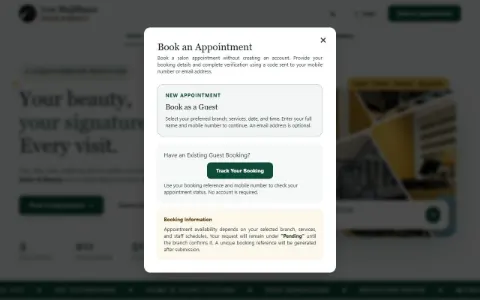 Book an Appointment
Book a salon appointment without creating an account. Provide your
booking details and complete verification using a code sent to your mobile
number or email address.
NEW APPOINTMENT
Book as a Guest
Select your preferred branch, services, date, and time. Enter your full
name and mobile number to continue. An email address is optional.
Have an Existing Guest Booking?
Track Your Booking
Use your booking reference and mobile number to check your
appointment status. No account is required.
Booking Information
Appointment availability depends on your selected branch, services,
and staff schedules. Your request will remain under "Pending" until
the branch confirms it. A unique booking reference will be generated
after submission.
Your beauty,
your signature
Every visit.